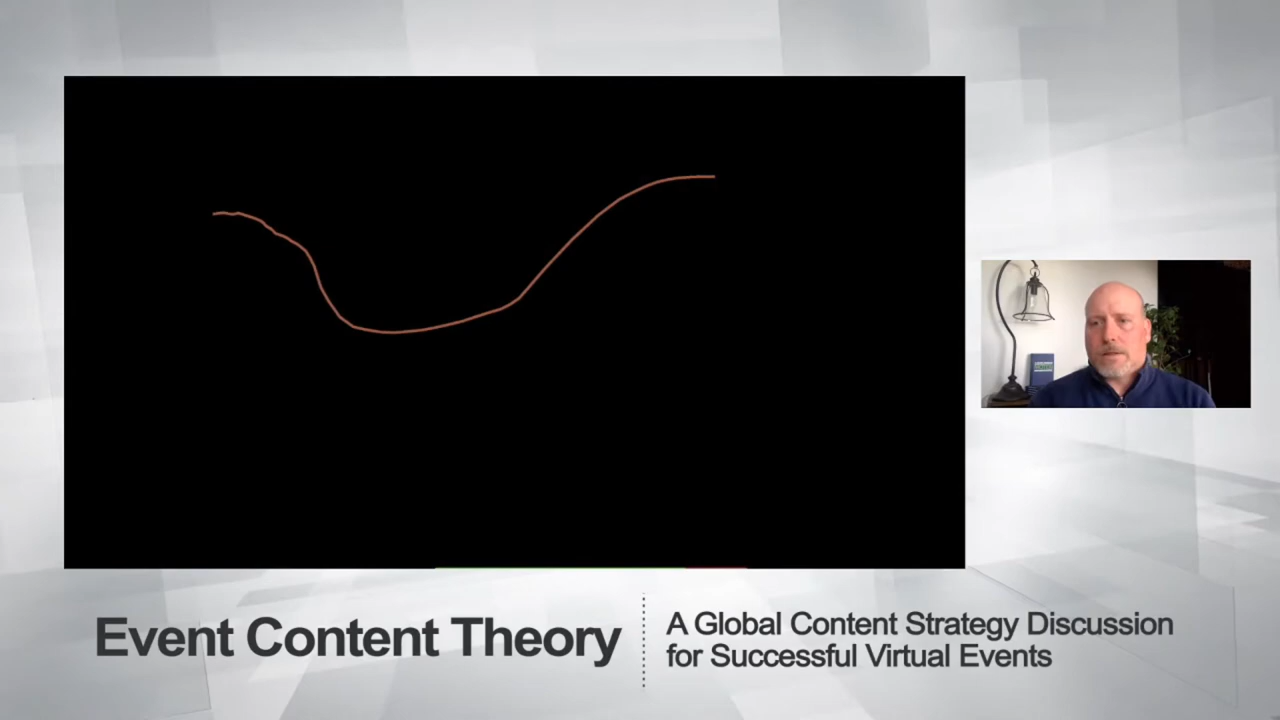 Event Content Theory
A Global Content Strategy Discussion
for Successful Virtual Events